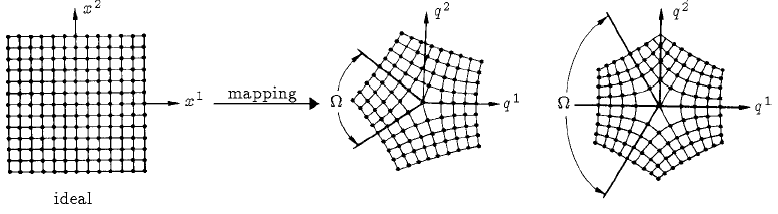 x² q² q²
x¹ mapping Ω q¹ Ω q¹
ideal